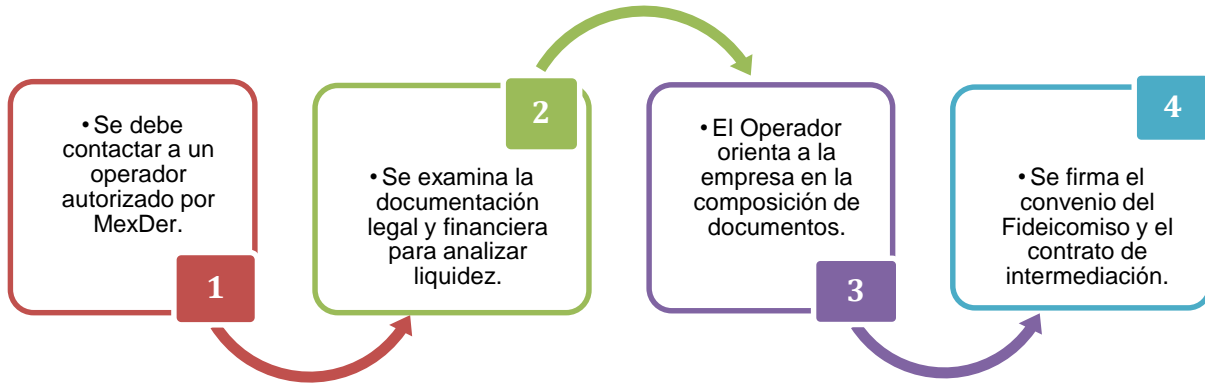 • Se debe
contactar a un
operador
autorizado por
MexDer.
1
2
• Se examina la
documentación
legal y financiera
para analizar
liquidez.
• El Operador
orienta a la
empresa en la
composición de
documentos.
3
4
• Se firma el
convenio del
Fideicomiso y el
contrato de
intermediación.